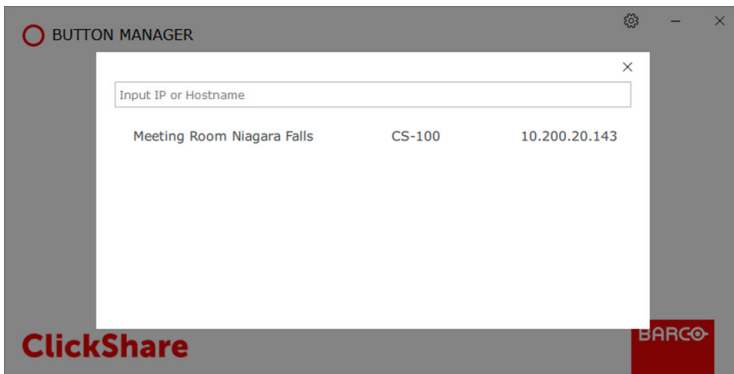 BUTTON MANAGER
Input IP or Hostname
Meeting Room Niagara Falls CS-100 10.200.20.143
ClickShare
BARCO